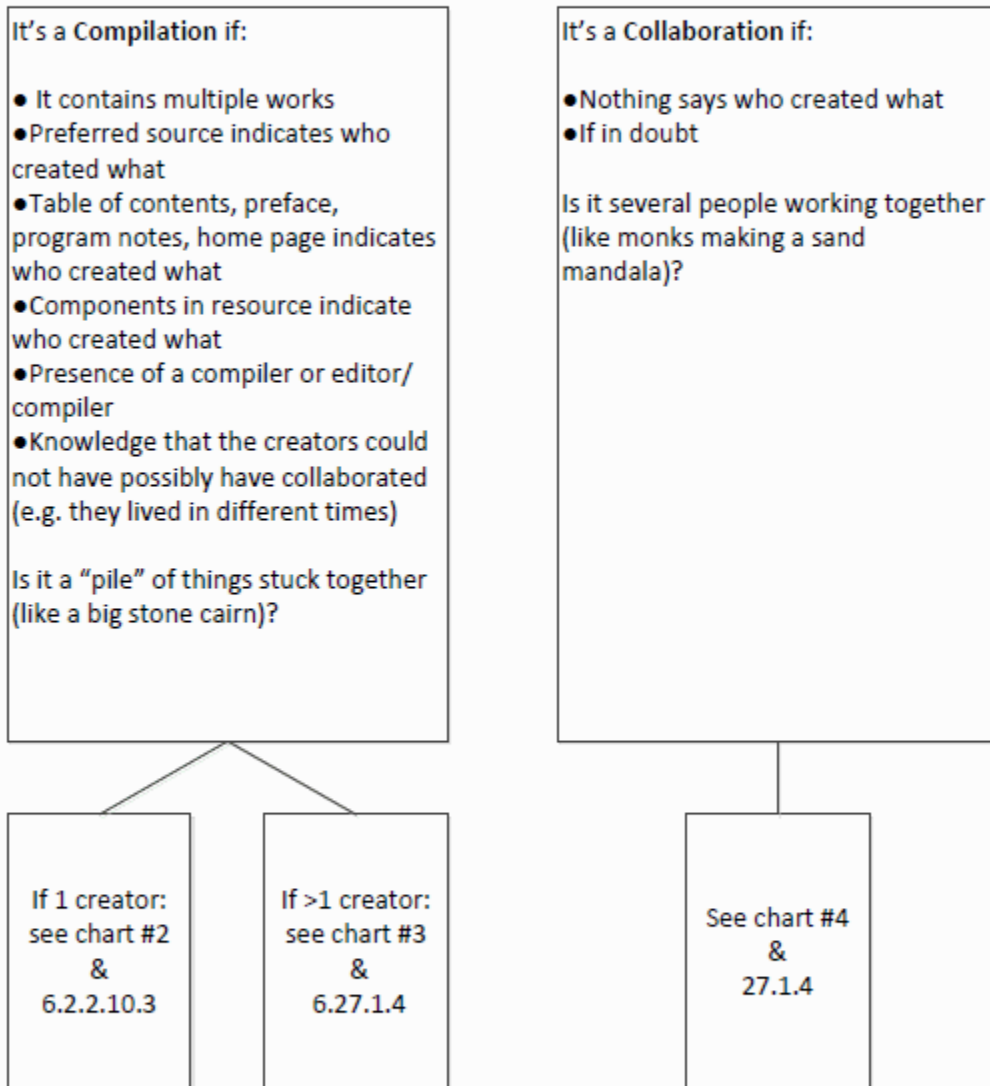 It's a Compilation if:
● It contains multiple works
●Preferred source indicates who
created what
●Table of contents, preface,
program notes, home page indicates
who created what
●Components in resource indicate
who created what
●Presence of a compiler or editor/
compiler
●Knowledge that the creators could
not have possibly have collaborated
(e.g. they lived in different times)
Is it a “pile” of things stuck together
(like a big stone cairn)?
It's a Collaboration if:
●Nothing says who created what
●If in doubt
Is it several people working together
(like monks making a sand
mandala)?
If 1 creator:
see chart #2
&
6.2.2.10.3
If >1 creator:
see chart #3
&
6.27.1.4
See chart #4
&
27.1.4